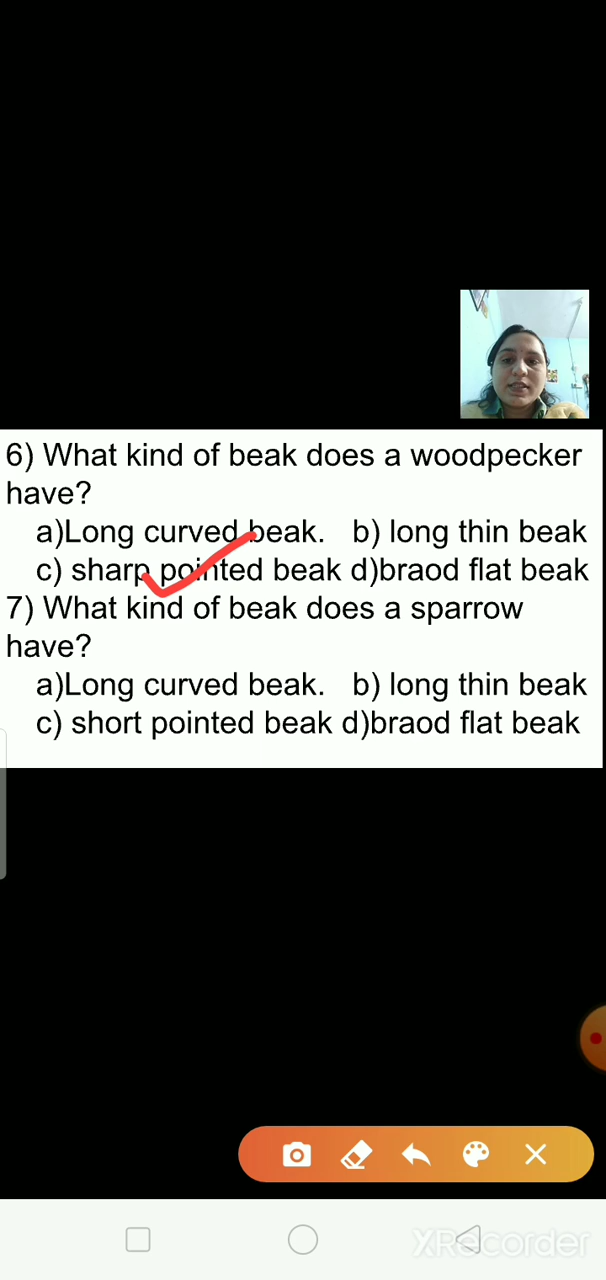 6) What kind of beak does a woodpecker
have?
a)Long curved beak. b) long thin beak
c) sharp pointed beak d)braod flat beak
7) What kind of beak does a sparrow
have?
a)Long curved beak. b) long thin beak
c) short pointed beak d)braod flat beak
XRecorder